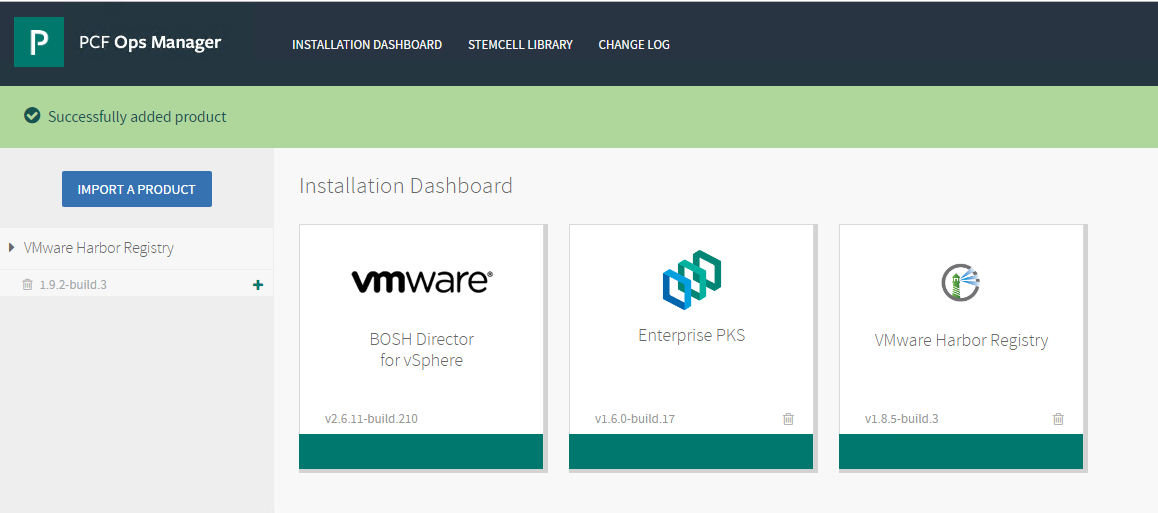 P
PCF Ops Manager
INSTALLATION DASHBOARD
STEMCELL LIBRARY
CHANGE LOG
Successfully added product
IMPORT A PRODUCT
VMware Harbor Registry
1.9.2-build.3
Installation Dashboard
vmware®
BOSH Director
for vSphere
v2.6.11-build.210
Enterprise PKS
v1.6.0-build.17
VMware Harbor Registry
v1.8.5-build.3